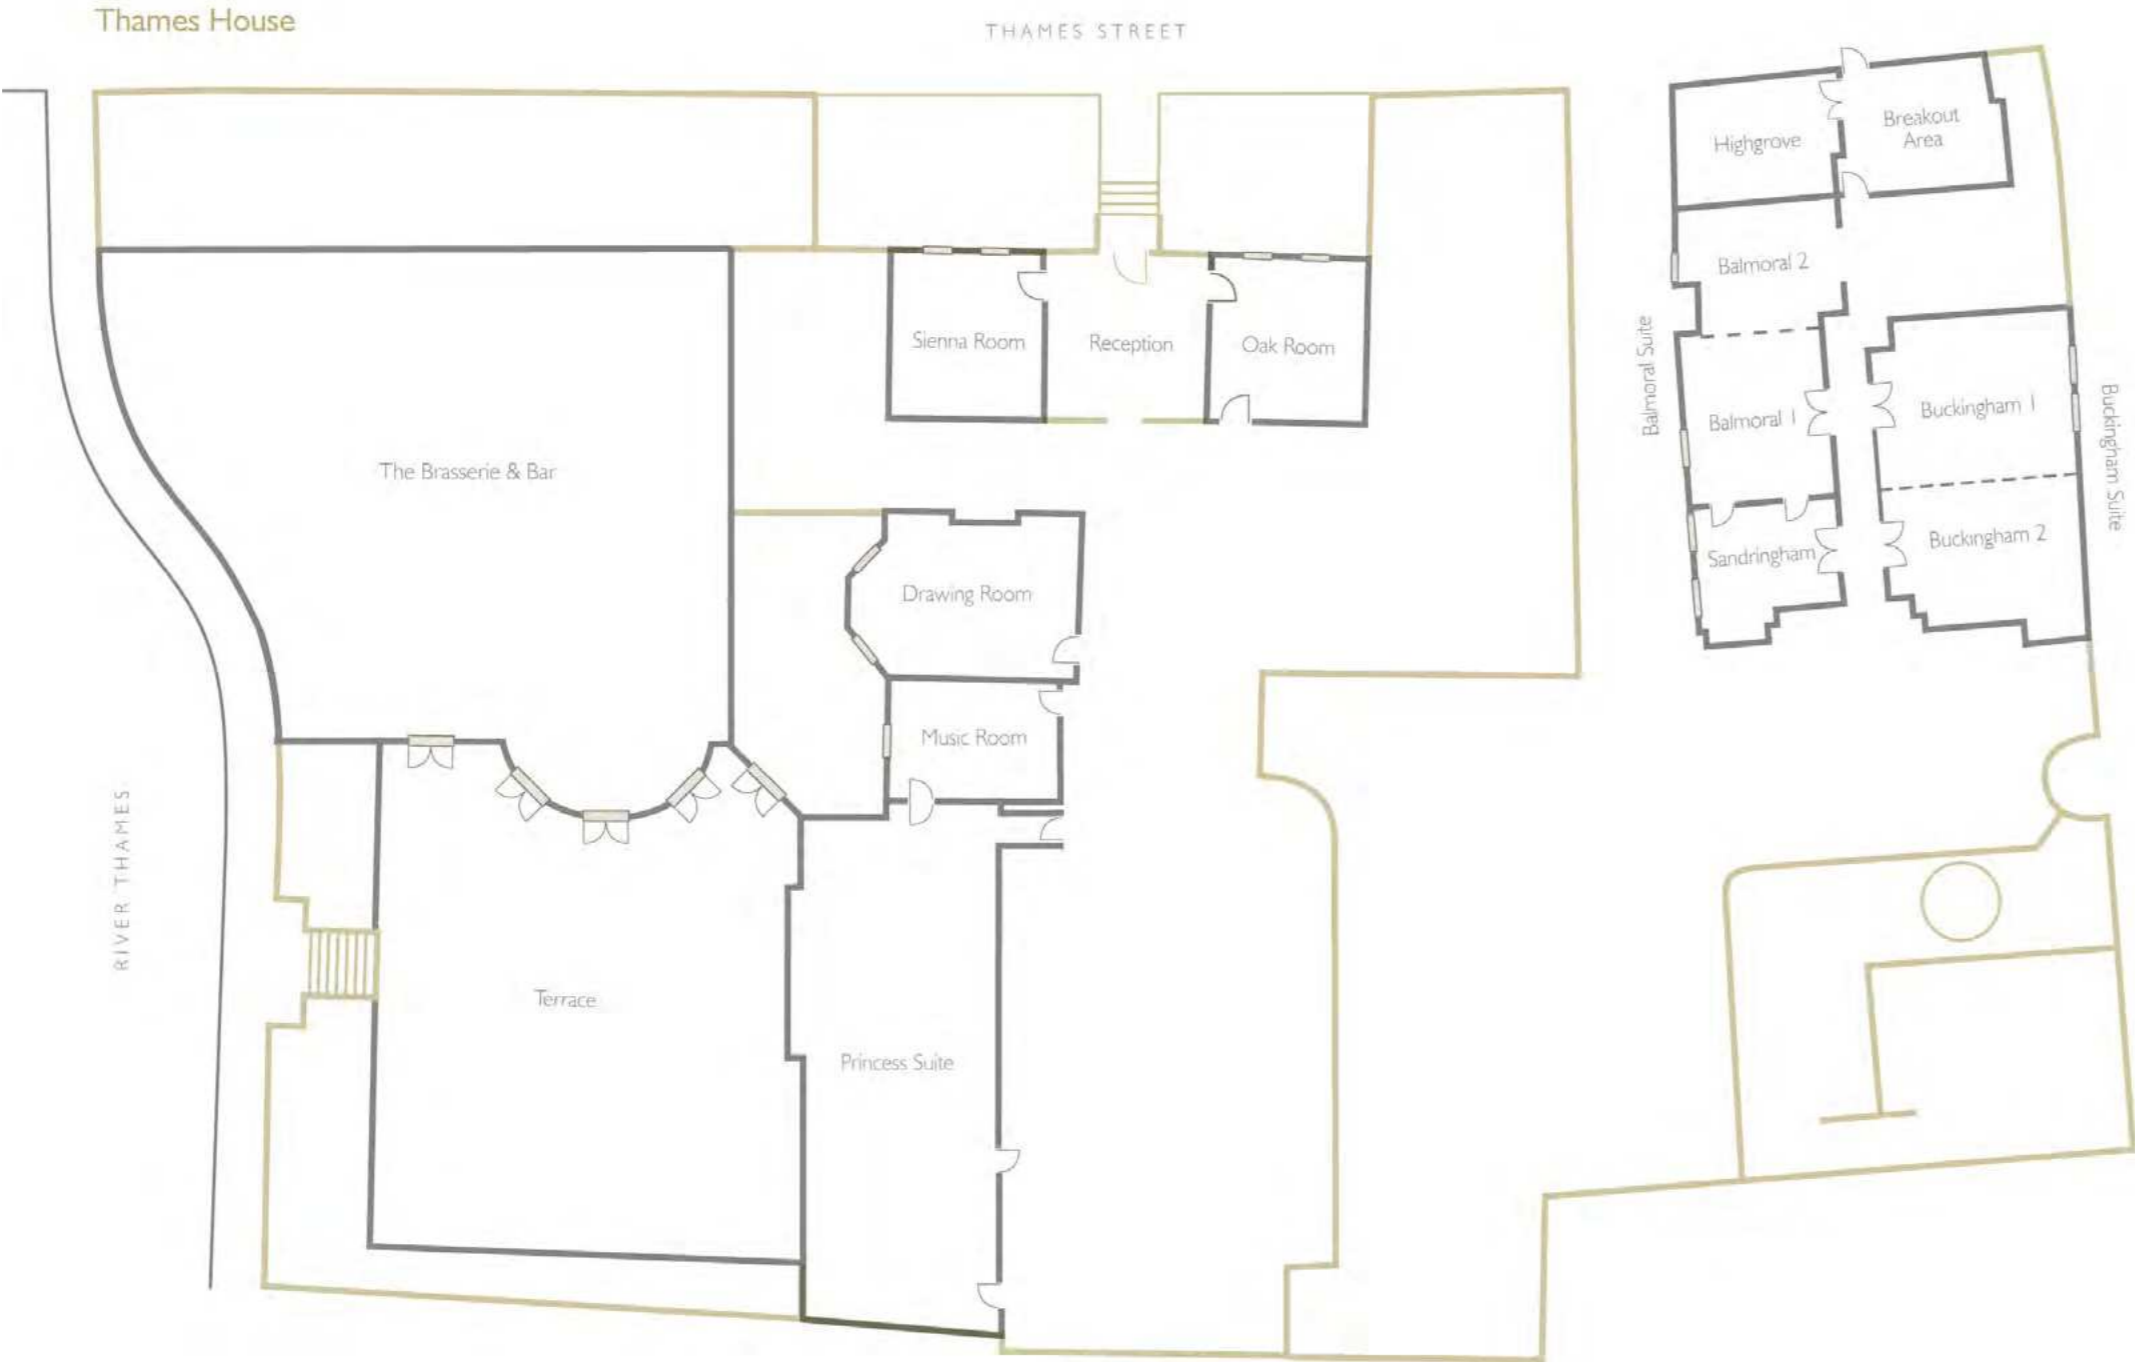 Thames House
THAMES STREET
Highgrove
Breakout
Area
Balmoral 2
Sienna Room
Reception
Oak Room
Balmoral Suite
Balmoral 1
Buckingham 1
Buckingham Suite
The Brasserie & Bar
Buckingham 2
Sandringham
Drawing Room
Music Room
RIVER THAMES
Terrace
Princess Suite